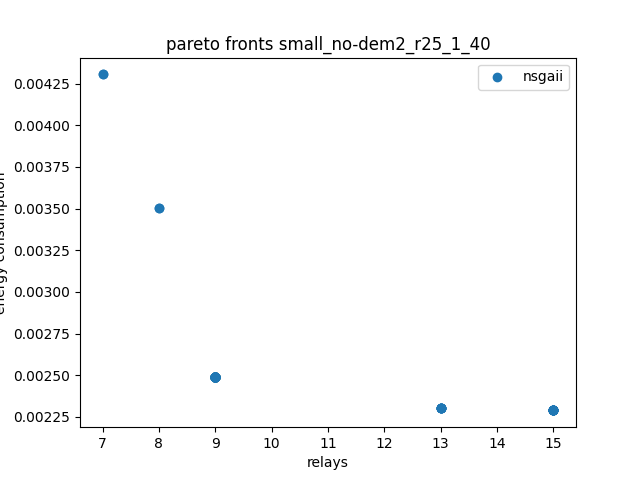 pareto fronts small_no-dem2_r25_1_40
nsgaii
0.00425
0.00400
0.00375
0.00350
0.00325
0.00300
0.00275
0.00250
0.00225
energy consumption
7 8 9 10 11 12 13 14 15
relays